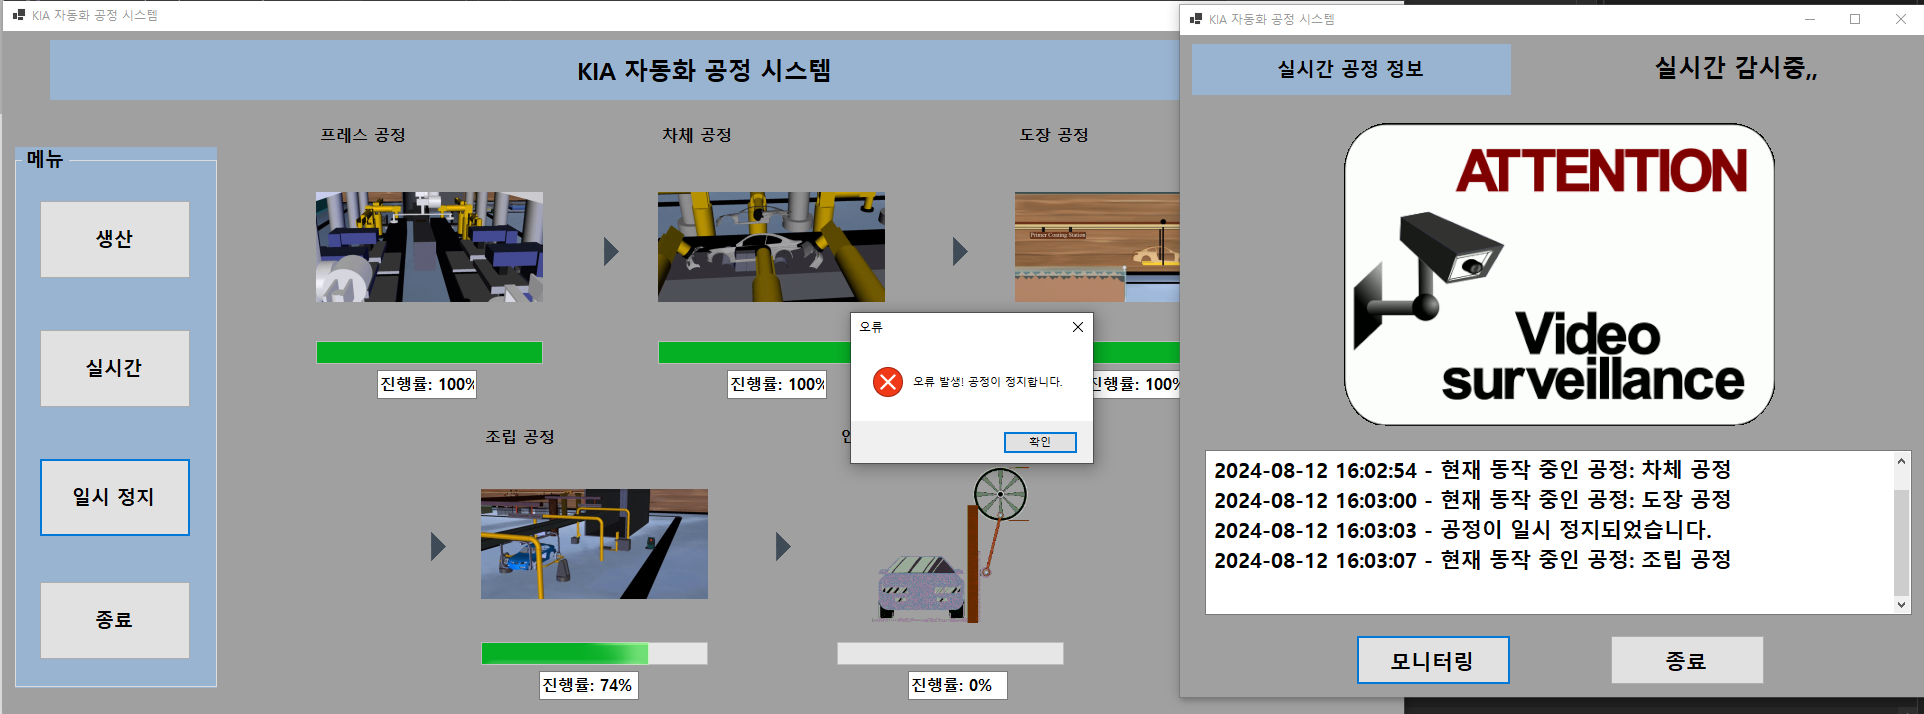 KIA 자동화 공정 시스템
KIA 자동화 공정 시스템
메뉴
생산
실시간
일시 정지
종료
프레스 공정
차체 공정
도장 공정
Primer Coating Station
진행률: 100%
진행률: 100%
진행률: 100%
조립 공정
진행률: 74%
진행률: 0%
오류
오류 발생! 공정이 정지합니다.
확인
KIA 자동화 공정 시스템
실시간 공정 정보
실시간 감시중,,
ATTENTION
Video
surveillance
2024-08-12 16:02:54 - 현재 동작 중인 공정: 차체 공정
2024-08-12 16:03:00 - 현재 동작 중인 공정: 도장 공정
2024-08-12 16:03:03 - 공정이 일시 정지되었습니다.
2024-08-12 16:03:07 - 현재 동작 중인 공정: 조립 공정
모니터링
종료